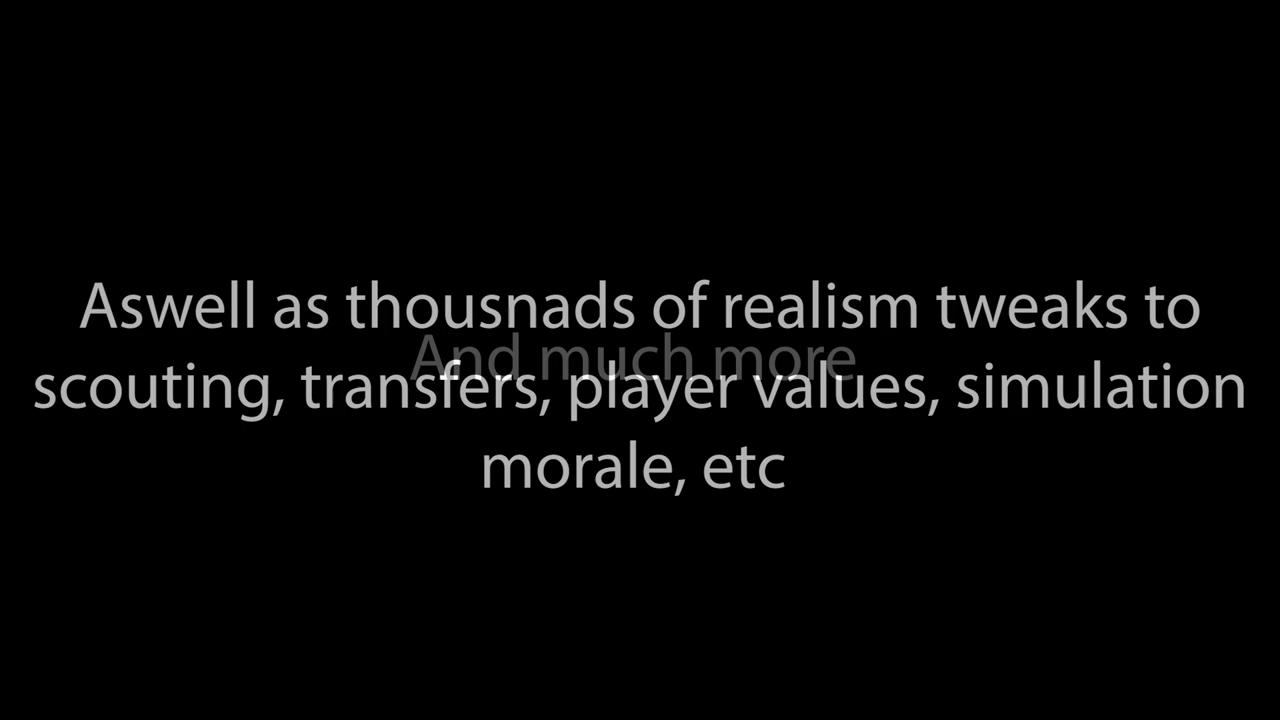 Aswell as thousnads of realism tweaks to
And much more
scouting, transfers, player values, simulation
morale, etc